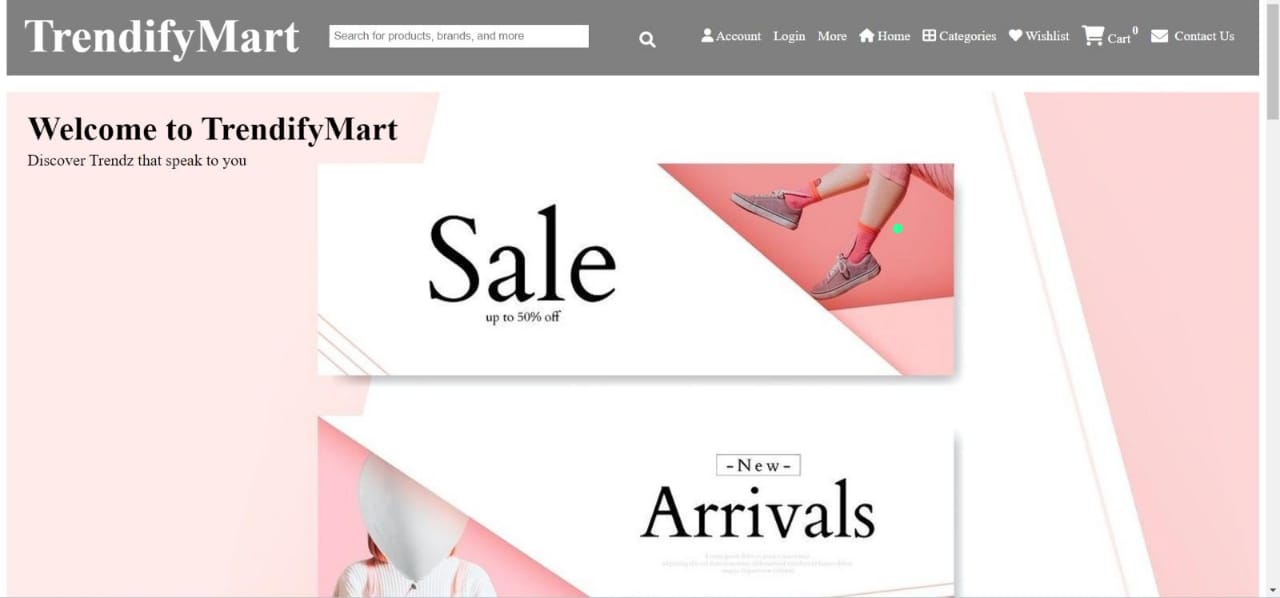 TrendifyMart
Search for products, brands, and more
Account Login More Home Categories Wishlist Cart 0 Contact Us
Welcome to TrendifyMart
Discover Trendz that speak to you
Sale
up to 50% off
-New-
Arrivals